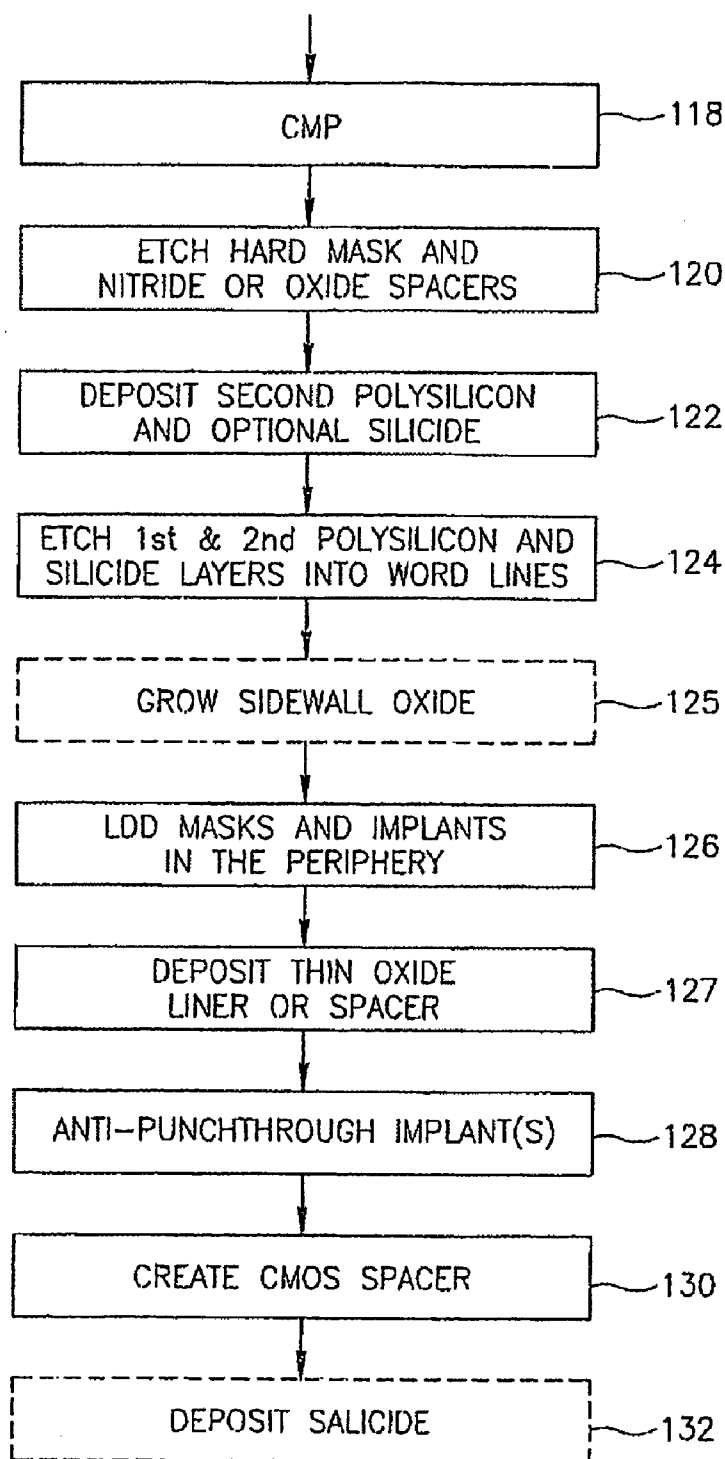 CMP
118
ETCH HARD MASK AND
NITRIDE OR OXIDE SPACERS
120
DEPOSIT SECOND POLYSILICON
AND OPTIONAL SILICIDE
122
ETCH 1st & 2nd POLYSILICON AND
SILICIDE LAYERS INTO WORD LINES
124
GROW SIDEWALL OXIDE
125
LDD MASKS AND IMPLANTS
IN THE PERIPHERY
126
DEPOSIT THIN OXIDE
LINER OR SPACER
127
ANTI-PUNCHTHROUGH IMPLANT(S)
128
CREATE CMOS SPACER
130
DEPOSIT SALICIDE
132